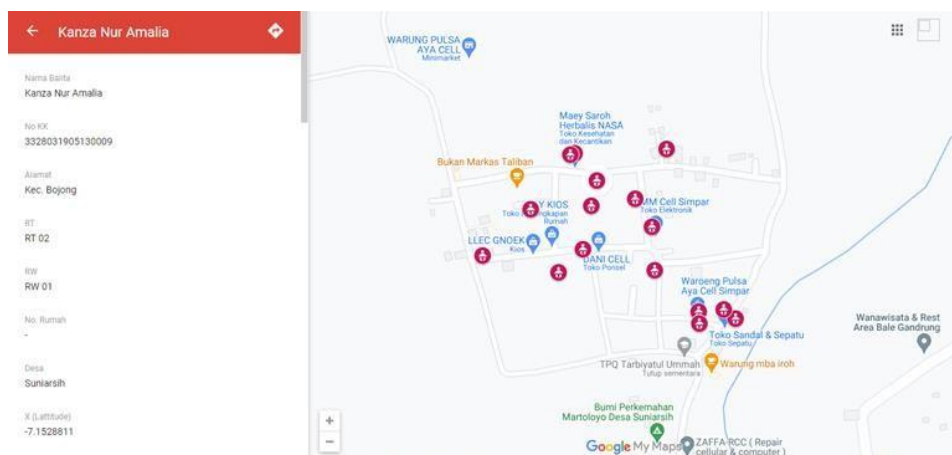 Kanza Nur Amalia
Nama Balita
Kanza Nur Amalia
No KK
3328031905130009
Alamat
Kec. Bojong
RT
RT 02
RW
RW 01
No. Rumah
-
Desa
Suniarsih
X (Lattitude)
-7.1528811
WARUNG PULSA
AYA CELL
Minimarket
Maey Saroh
Herbalis NASA
Toko Kesehatan
dan Kecantikan
Bukan Markas Taliban
Y KIOS
Toko
ngkapan
Rumah
MM Cell Simpar
Toko Elektronik
LLEC GNOEK
Kios
DANI CELL
Toko Ponsel
Waroeng Pulsa
Aya Cell Simpar
Toko Sandal & Sepatu
Toko Sepatu
Wanawisata & Rest
Area Bale Gandrung
TPQ Tarbiyatul Ummah
Tutup sementara
Warung mba iroh
Bumi Perkemahan
Martoloyo Desa Suniarsih
+
−
Google My Maps
ZAFFA RCC ( Repair
cellular & computer )